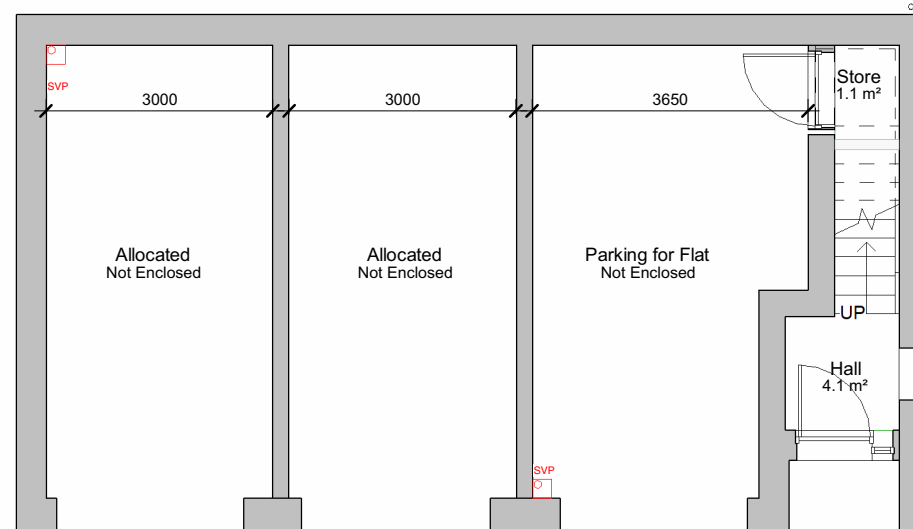 SVP
3000
3000
3650
Store
1.1 m²
Allocated
Not Enclosed
Allocated
Not Enclosed
Parking for Flat
Not Enclosed
UP
Hall
4.1 m²
SVP